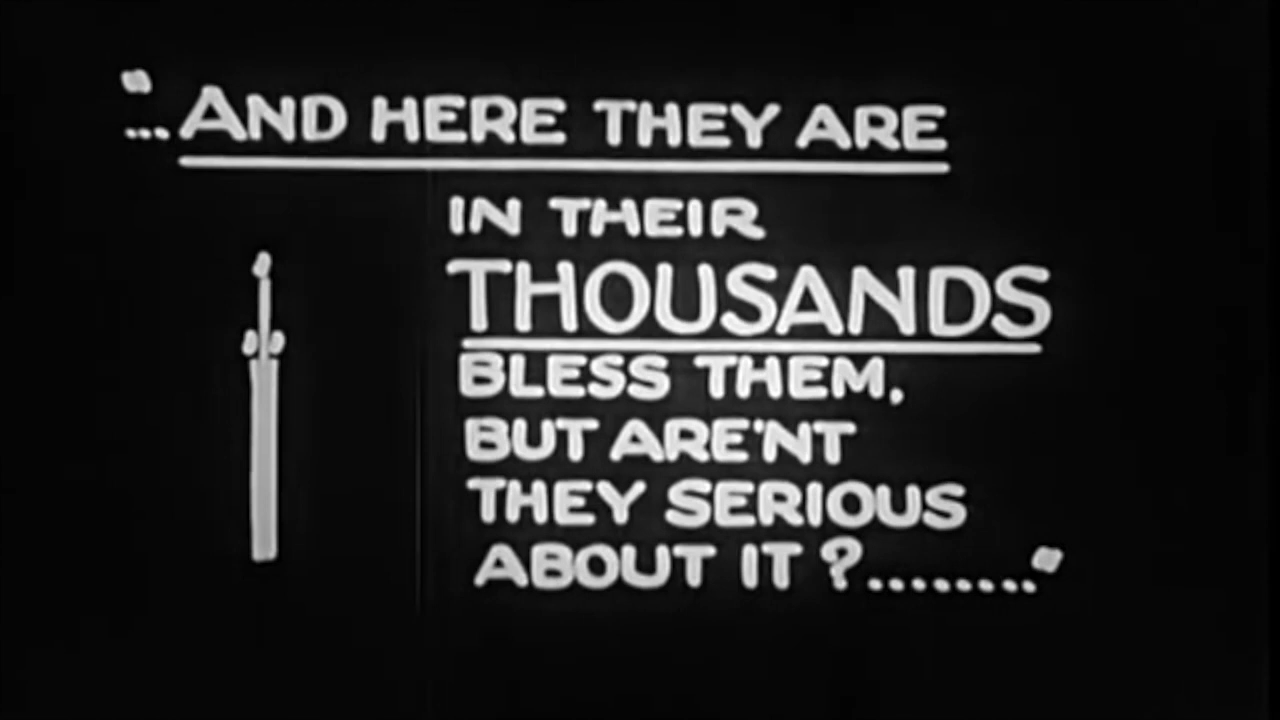 "
...AND HERE THEY ARE
IN THEIR
THOUSANDS
BLESS THEM,
BUT ARE'NT
THEY SERIOUS
ABOUT IT ?........"